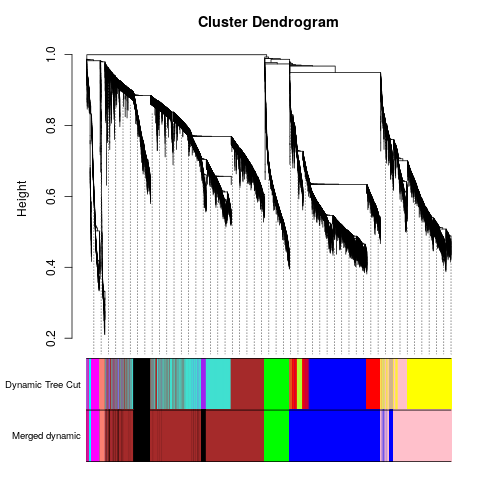 Cluster Dendrogram
Height
1.0
0.8
0.6
0.4
0.2
Dynamic Tree Cut
Merged dynamic